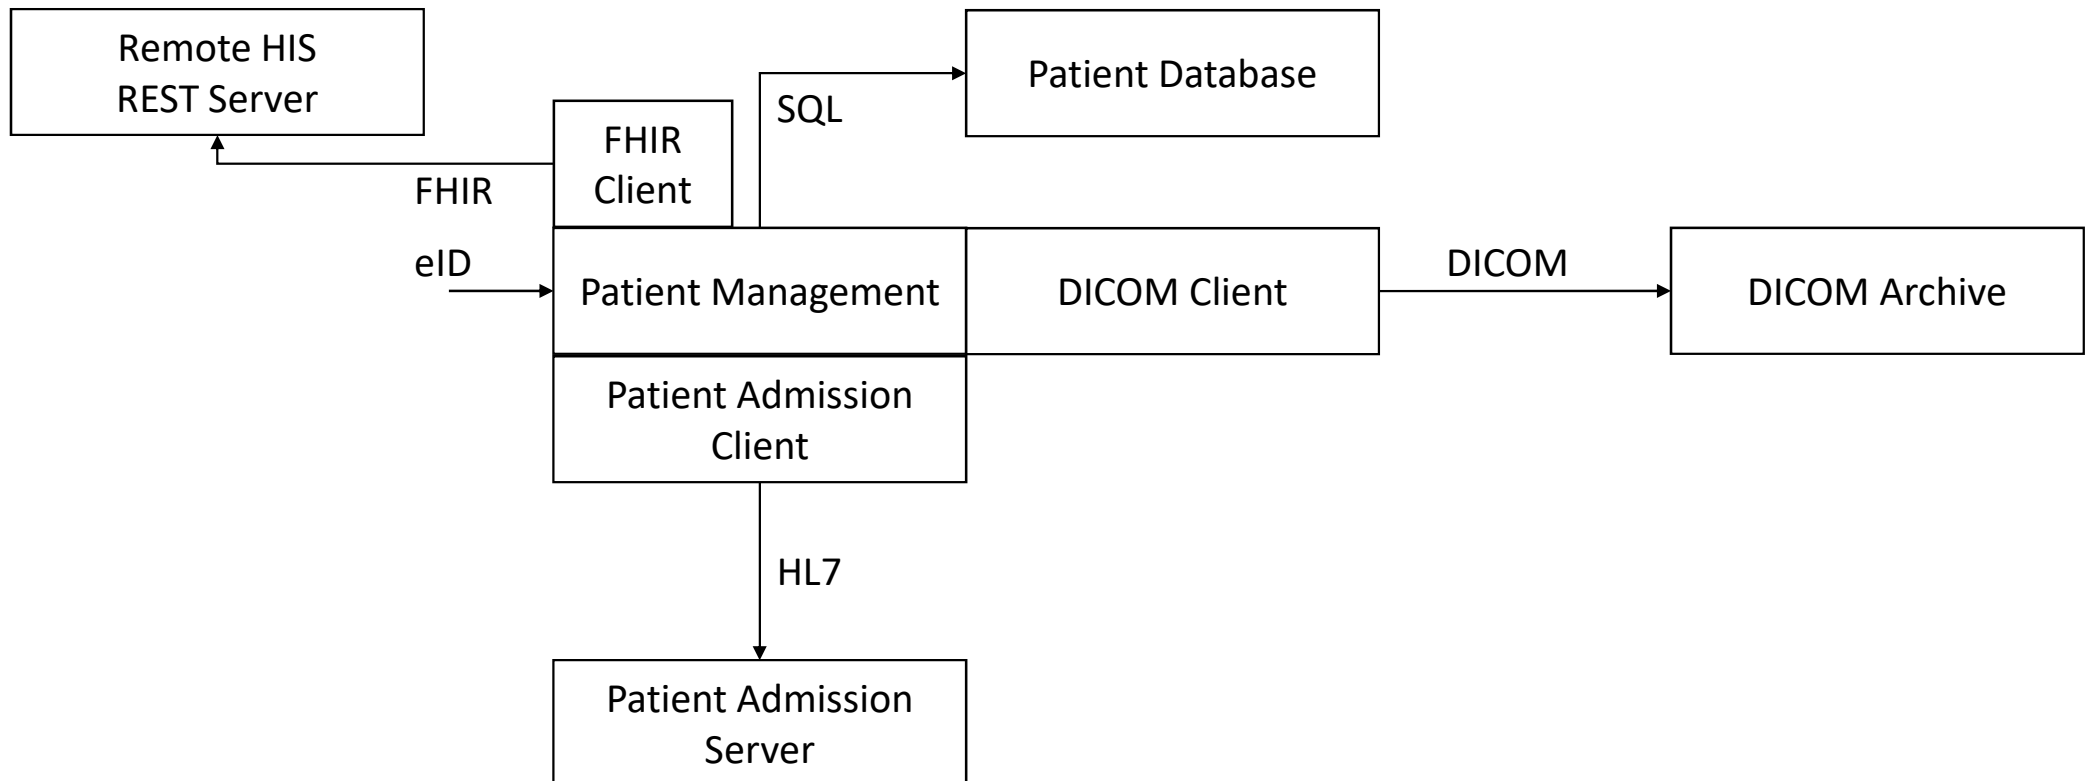 Remote HIS
REST Server
Patient Database
SQL
FHIR
Client
FHIR
eID
Patient Management
DICOM Client
DICOM
DICOM Archive
Patient Admission
Client
HL7
Patient Admission
Server